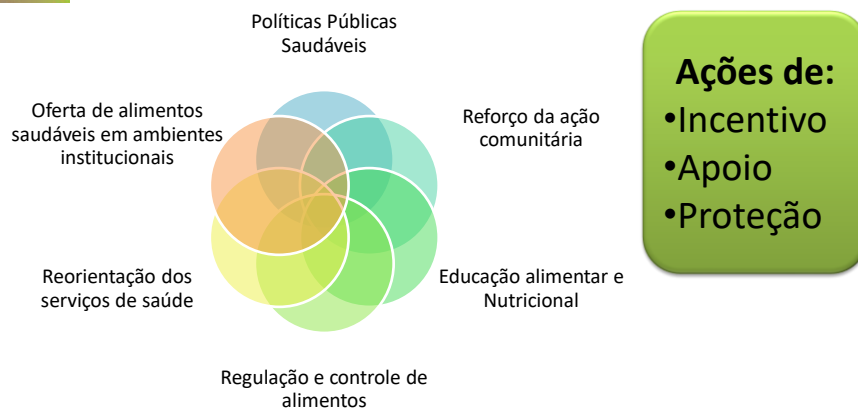 Políticas Públicas
Saudáveis
Oferta de alimentos
saudáveis em ambientes
institucionais
Reforço da ação
comunitária
Reorientação dos
serviços de saúde
Educação alimentar e
Nutricional
Regulação e controle de
alimentos
Ações de:
•Incentivo
•Apoio
•Proteção